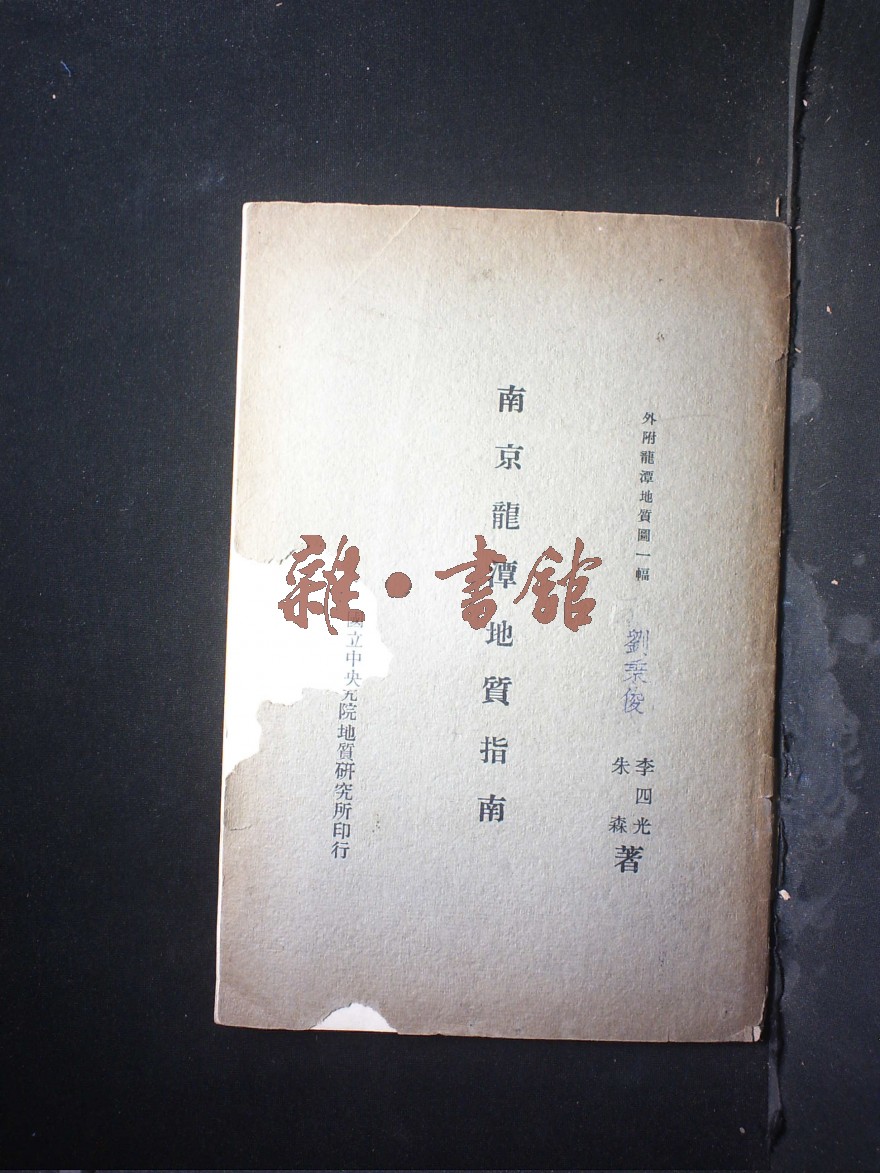 外附龍潭地質圖一幅
劉秉俊
李四光
朱森
著
南京龍潭地質指南
國立中央究院地質研究所印行
雜·書館